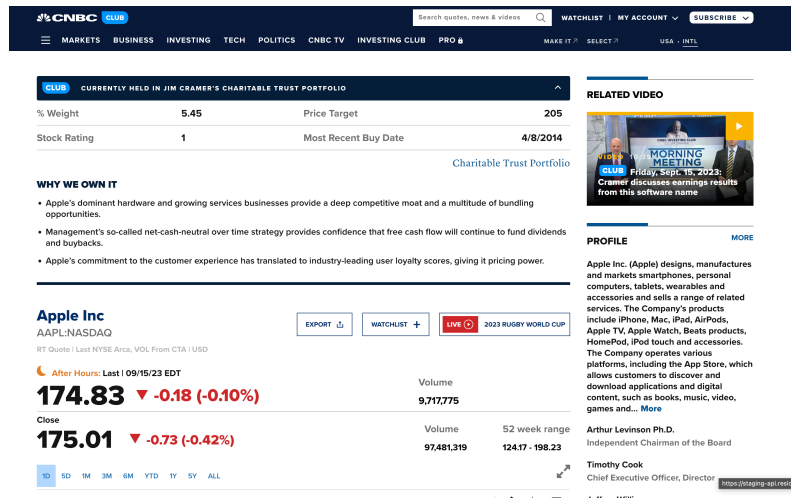 CNBC CLUB
Search quotes, news & videos
WATCHLIST | MY ACCOUNT
SUBSCRIBE
MARKETS BUSINESS INVESTING TECH POLITICS CNBC TV INVESTING CLUB PRO
MAKE IT SELECT USA • INTL
CLUB CURRENTLY HELD IN JIM CRAMER'S CHARITABLE TRUST PORTFOLIO
% Weight 5.45 Price Target 205
Stock Rating 1 Most Recent Buy Date 4/8/2014
Charitable Trust Portfolio
WHY WE OWN IT
• Apple's dominant hardware and growing services businesses provide a deep competitive moat and a multitude of bundling
opportunities.
• Management's so-called net-cash-neutral over time strategy provides confidence that free cash flow will continue to fund dividends
and buybacks.
• Apple's commitment to the customer experience has translated to industry-leading user loyalty scores, giving it pricing power.
Apple Inc
AAPL:NASDAQ
EXPORT
WATCHLIST +
LIVE 2023 RUGBY WORLD CUP
RT Quote | Last NYSE Arca, VOL From CTA | USD
After Hours: Last | 09/15/23 EDT
174.83 -0.18 (-0.10%)
Volume
9,717,775
Close
175.01 -0.73 (-0.42%)
Volume 52 week range
97,481,319 124.17 - 198.23
1D 5D 1M 3M 6M YTD 1Y 5Y ALL
RELATED VIDEO
MORNING
MEETING
CLUB Friday, Sept. 15, 2023:
Cramer discusses earnings results
from this software name
PROFILE
MORE
Apple Inc. (Apple) designs, manufactures
and markets smartphones, personal
computers, tablets, wearables and
accessories and sells a range of related
services. The Company's products
include iPhone, Mac, iPad, AirPods,
Apple TV, Apple Watch, Beats products,
HomePod, iPod touch and accessories.
The Company operates various
platforms, including the App Store, which
allows customers to discover and
download applications and digital
content, such as books, music, video,
games and... More
Arthur Levinson Ph.D.
Independent Chairman of the Board
Timothy Cook
Chief Executive Officer, Director
https://staging-api.resi